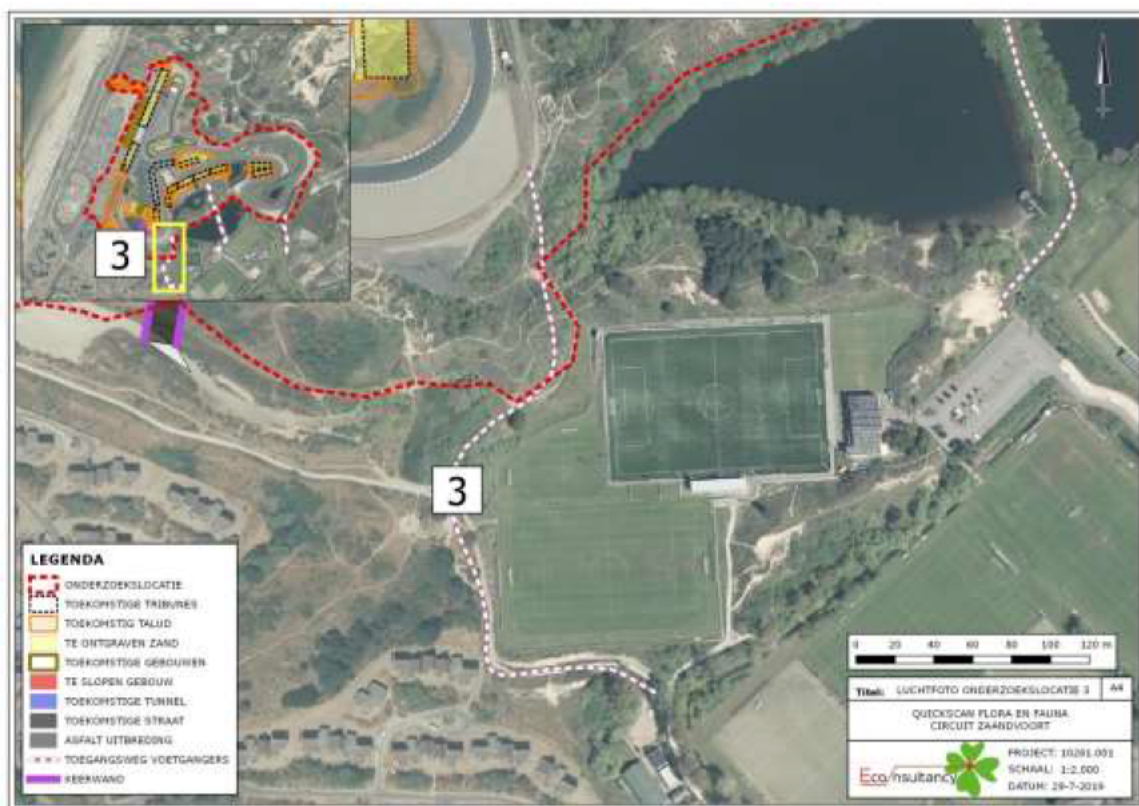 3
3
LEGENDA
ONDERZOEKSLOCATIE
TOEKOMSTIGE TRIBUNES
TOEKOMSTIG TALUD
TE ONTGRAVEN ZAND
TOEKOMSTIGE GEBOUWEN
TE SLOPEN GEBOUW
TOEKOMSTIGE TUNNEL
TOEKOMSTIGE STRAAT
ASFALT UITBREIDING
TOEGANGSWEG VOETGANGERS
KEERWAND
0 20 40 60 80 100 120 m
Titel: LUCHTFOTO ONDERZOEKSLOCATIE 3 A4
QUICKSCAN FLORA EN FAUNA
CIRCUIT ZAANDVOORT
Econsultancy
PROJECT: 10281.001
SCHAAL: 1:2.000
DATUM: 29-7-2019